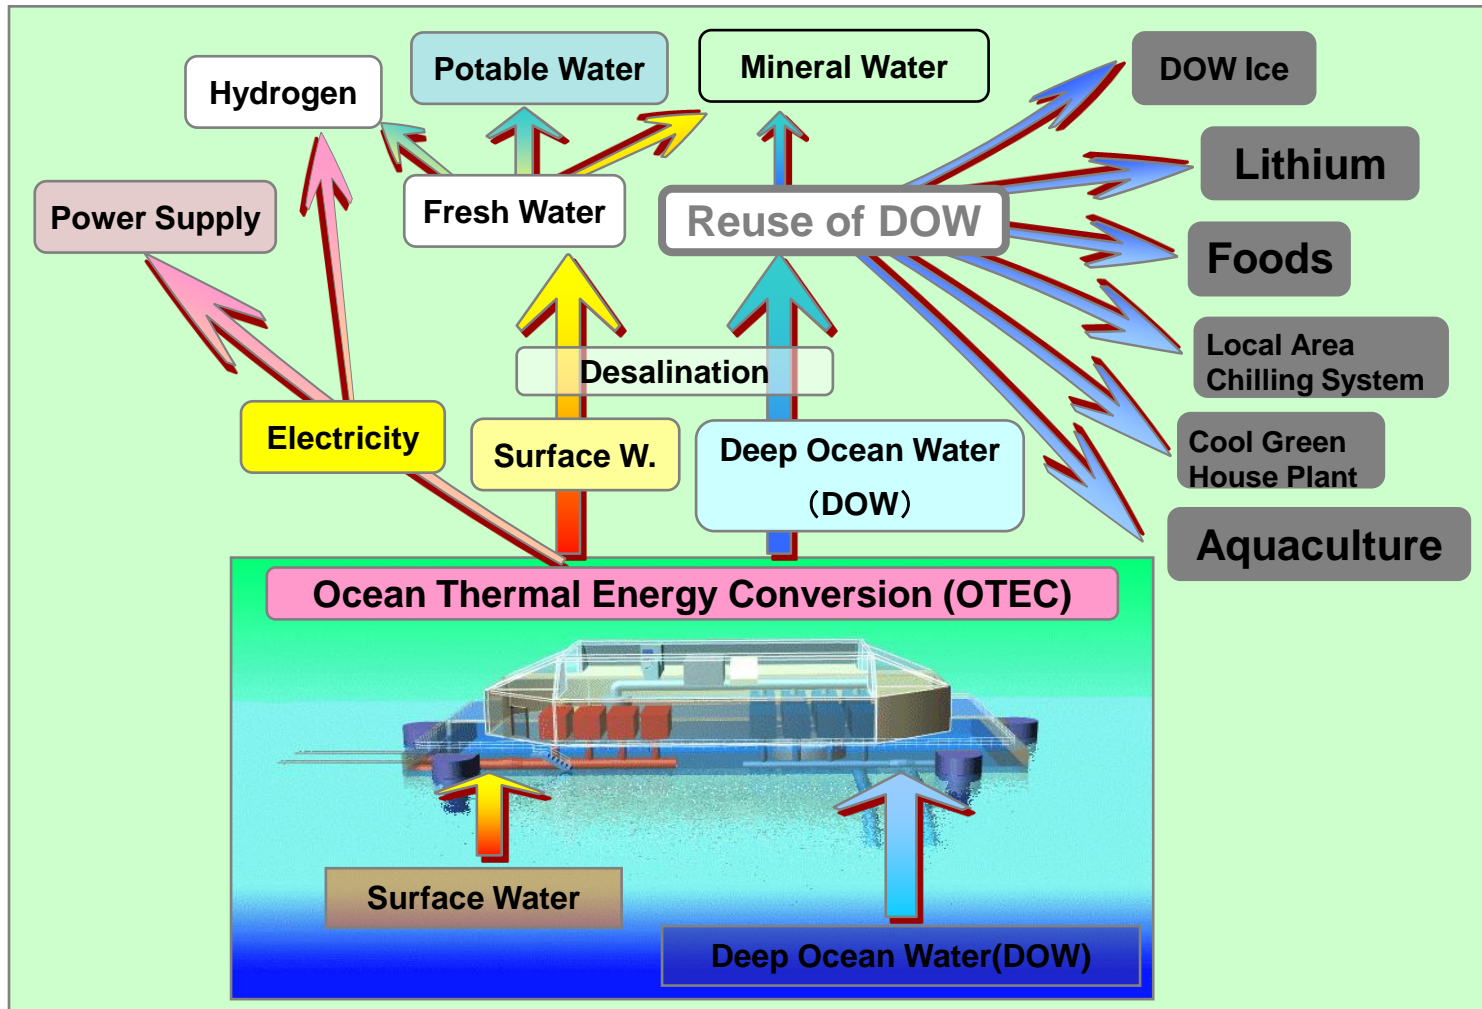 Potable Water
Mineral Water
DOW Ice
Hydrogen
Lithium
Power Supply
Fresh Water
Reuse of DOW
Foods
Local Area
Chilling System
Desalination
Electricity
Surface W.
Deep Ocean Water
（DOW）
Cool Green
House Plant
Aquaculture
Ocean Thermal Energy Conversion (OTEC)
Surface Water
Deep Ocean Water(DOW)